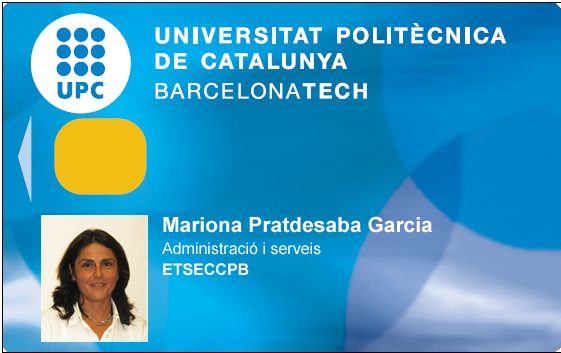 UPC
UNIVERSITAT POLITÈCNICA
DE CATALUNYA
BARCELONATECH
Mariona Pratdesaba Garcia
Administració i serveis
ETSECCPB